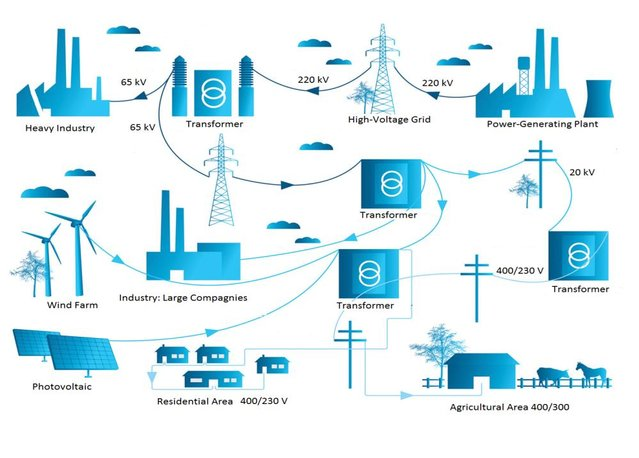 65 kV
220 kV
220 kV
Heavy Industry
Transformer
High-Voltage Grid
Power-Generating Plant
65 kV
20 kV
Transformer
400/230 V
Wind Farm
Industry: Large Compagnies
Transformer
Transformer
Photovoltaic
Residential Area 400/230 V
Agricultural Area 400/300